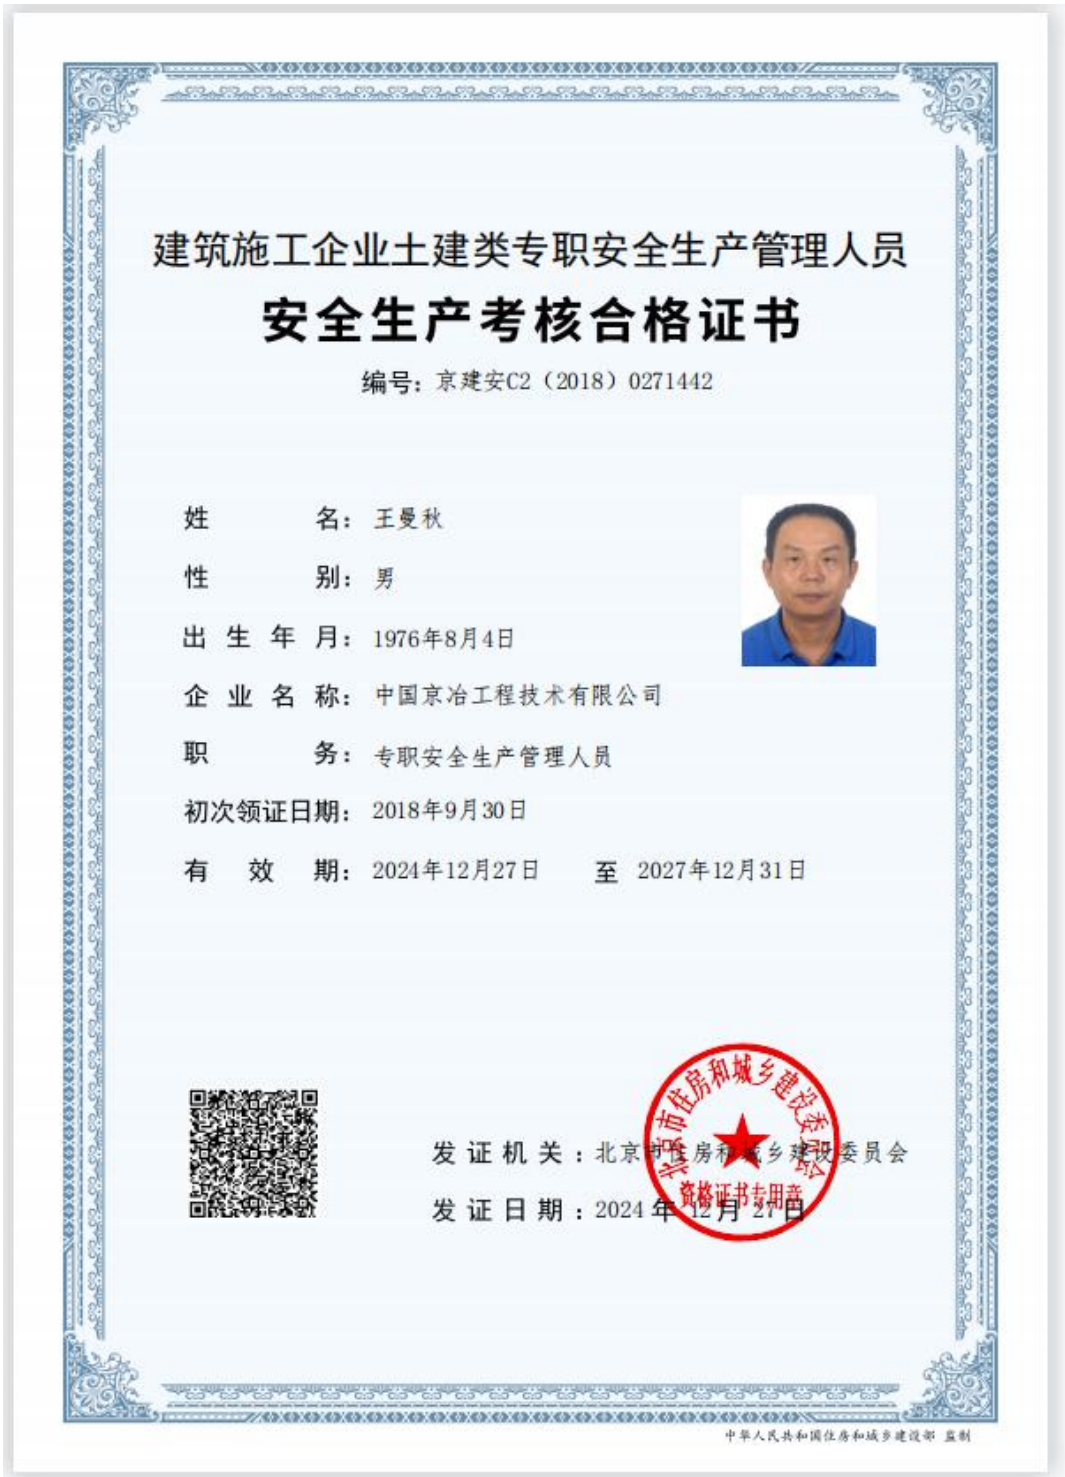 建筑施工企业土建类专职安全生产管理人员
安全生产考核合格证书
编号：京建安C2（2018）0271442
姓名：王曼秋
性别：男
出生年月：1976年8月4日
企业名称：中国京冶工程技术有限公司
职务：专职安全生产管理人员
初次领证日期：2018年9月30日
有效期：2024年12月27日 至 2027年12月31日
北京市住房和城乡建设委员会
资格证书专用章
发证机关：北京市住房和城乡建设委员会
发证日期：2024年12月27日
中华人民共和国住房和城乡建设部 监制